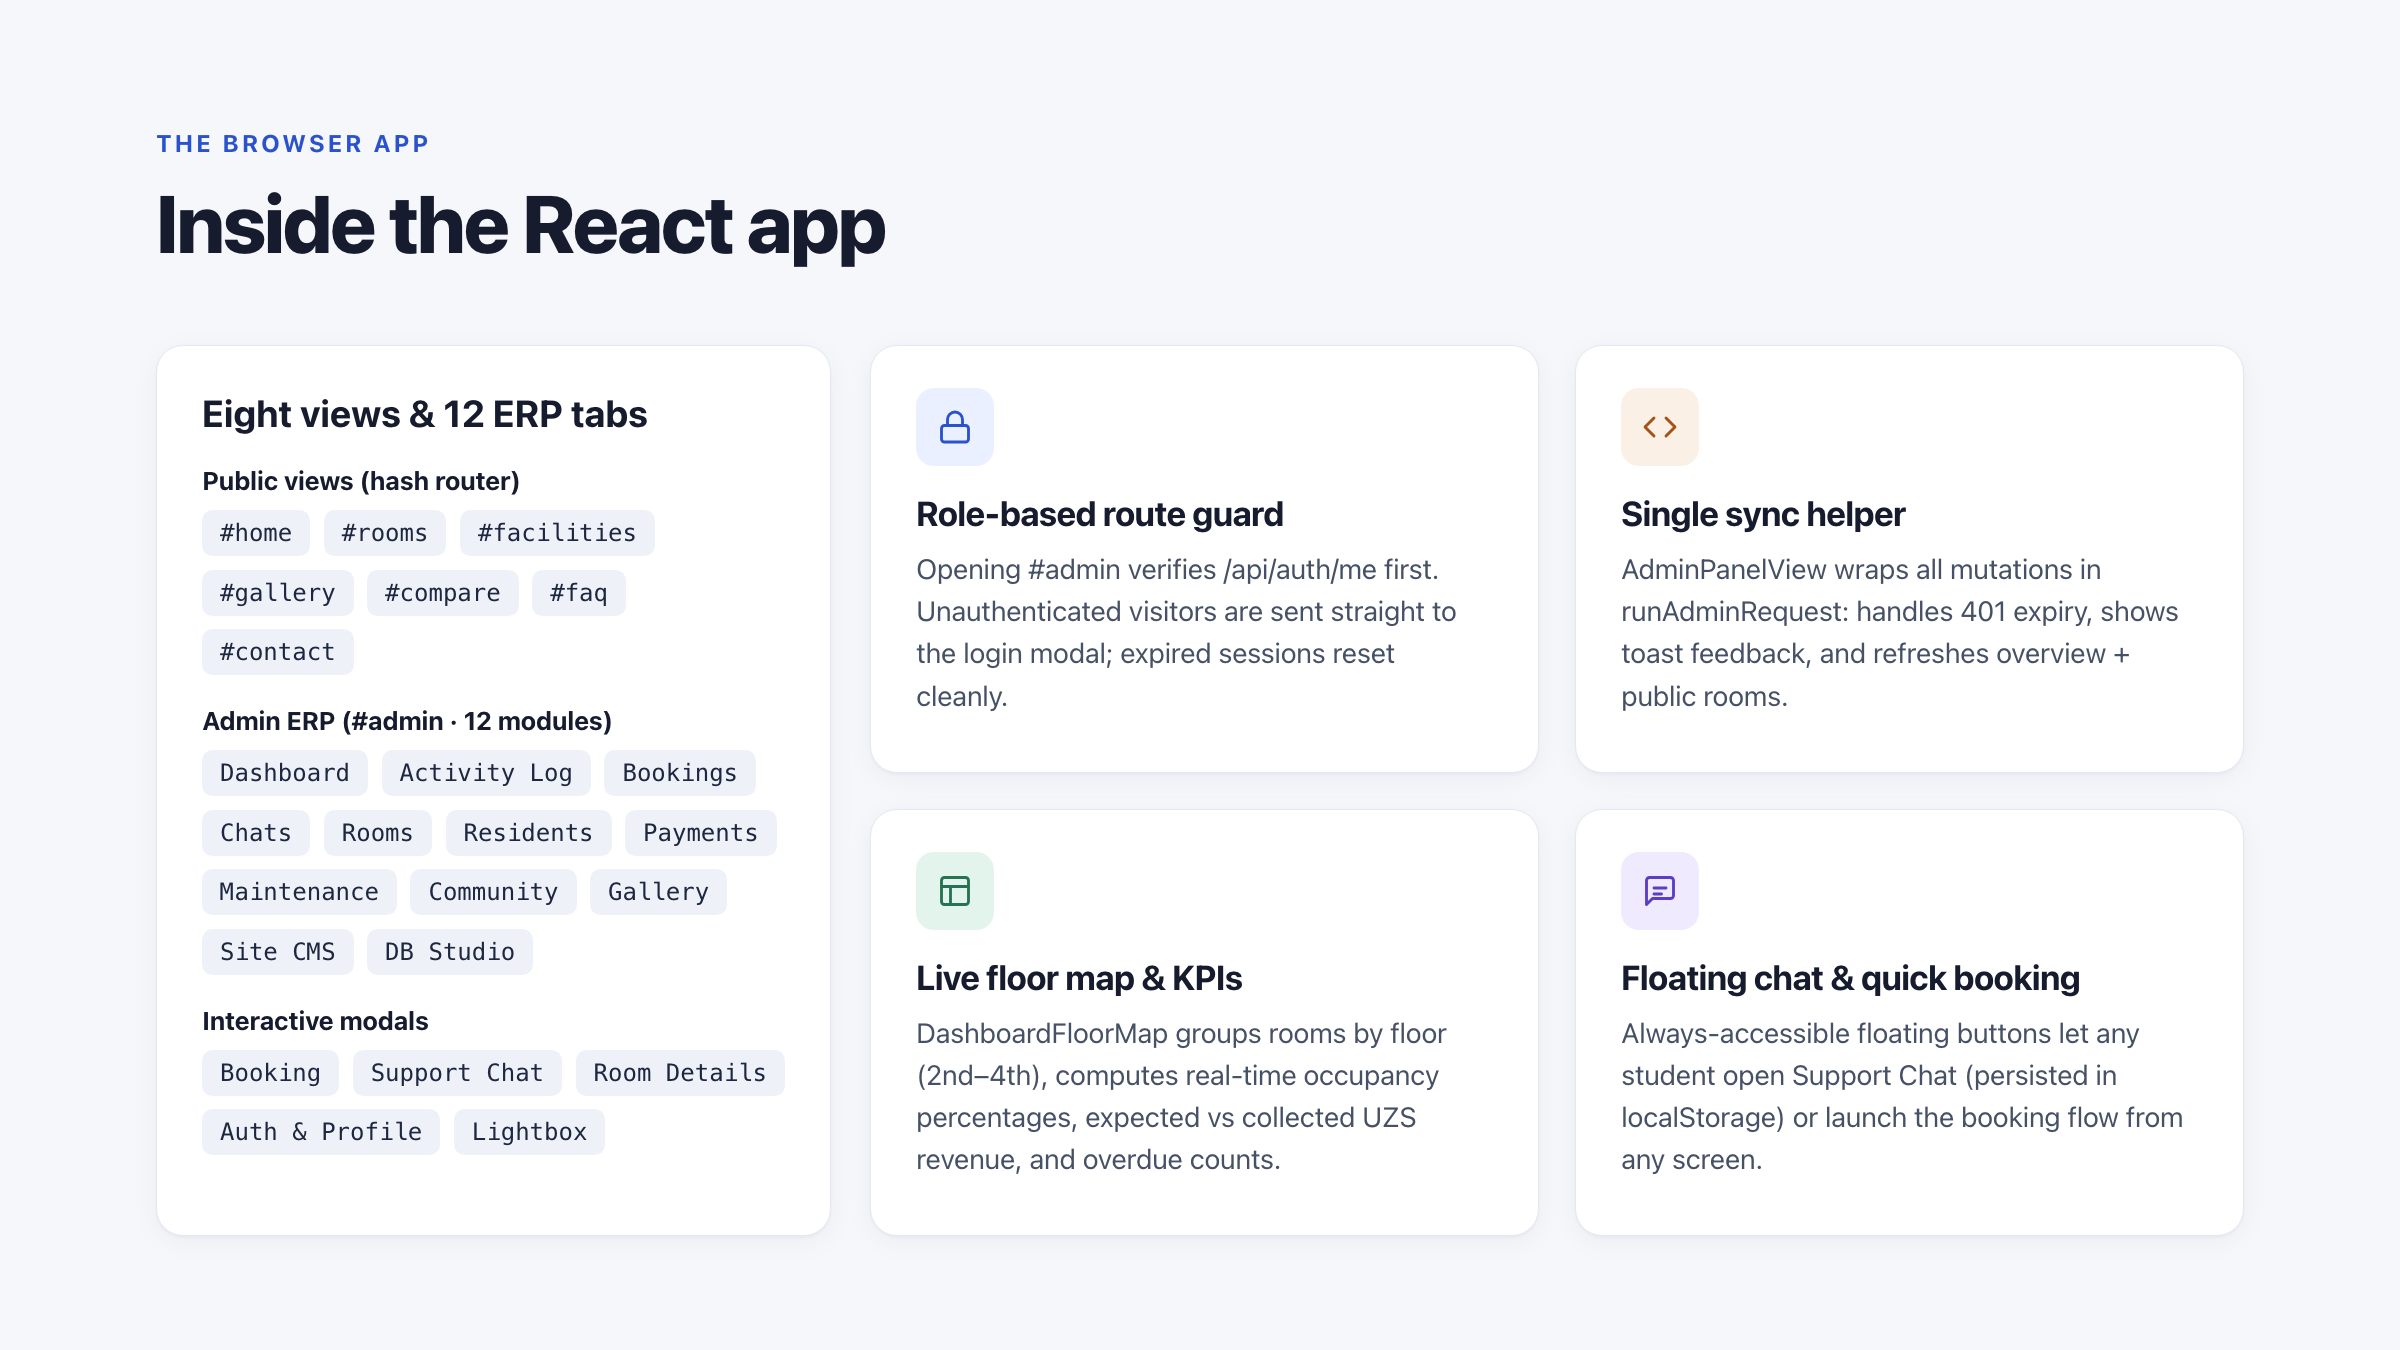 THE BROWSER APP
Inside the React app
Eight views & 12 ERP tabs
Public views (hash router)
#home #rooms #facilities
#gallery #compare #faq
#contact
Admin ERP (#admin · 12 modules)
Dashboard Activity Log Bookings
Chats Rooms Residents Payments
Maintenance Community Gallery
Site CMS DB Studio
Interactive modals
Booking Support Chat Room Details
Auth & Profile Lightbox
Role-based route guard
Opening #admin verifies /api/auth/me first.
Unauthenticated visitors are sent straight to
the login modal; expired sessions reset
cleanly.
Single sync helper
AdminPanelView wraps all mutations in
runAdminRequest: handles 401 expiry, shows
toast feedback, and refreshes overview +
public rooms.
Live floor map & KPIs
DashboardFloorMap groups rooms by floor
(2nd–4th), computes real-time occupancy
percentages, expected vs collected UZS
revenue, and overdue counts.
Floating chat & quick booking
Always-accessible floating buttons let any
student open Support Chat (persisted in
localStorage) or launch the booking flow from
any screen.